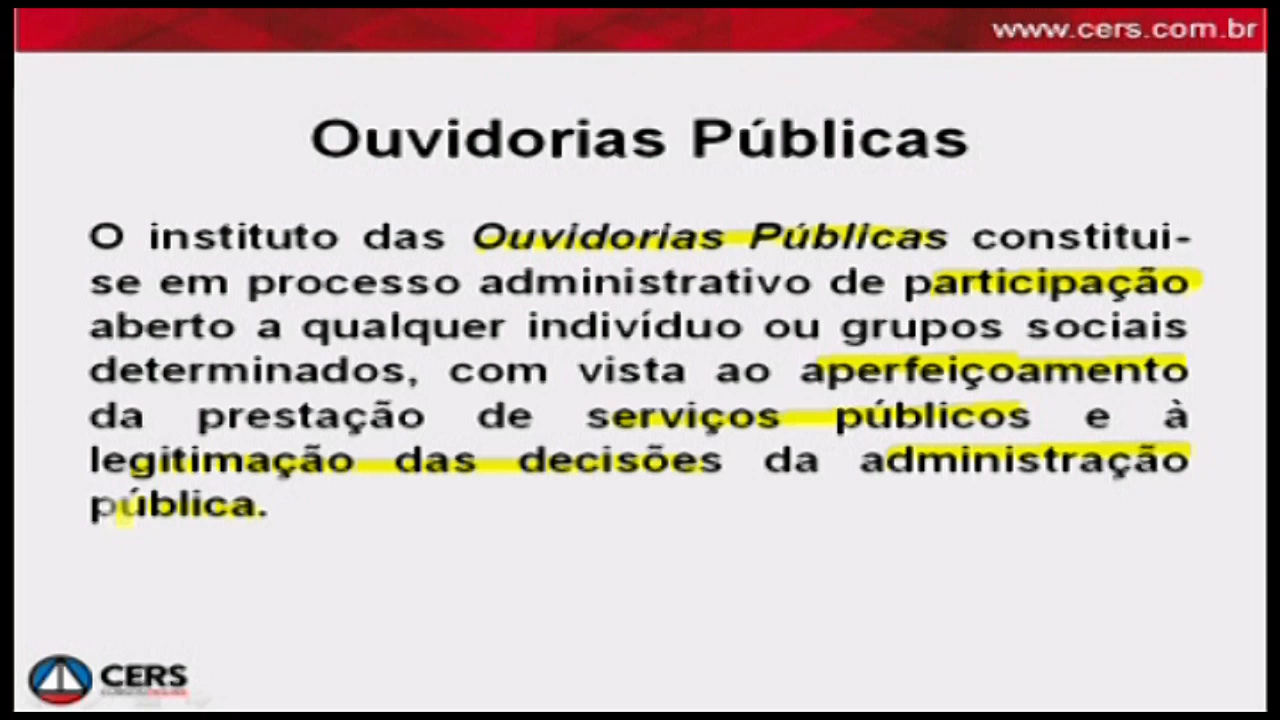 www.cers.com.br
Ouvidorias Públicas
O instituto das Ouvidorias Públicas constitui-
se em processo administrativo de participação
aberto a qualquer indivíduo ou grupos sociais
determinados, com vista ao aperfeiçoamento
da prestação de serviços públicos e à
legitimação das decisões da administração
pública.
CERS